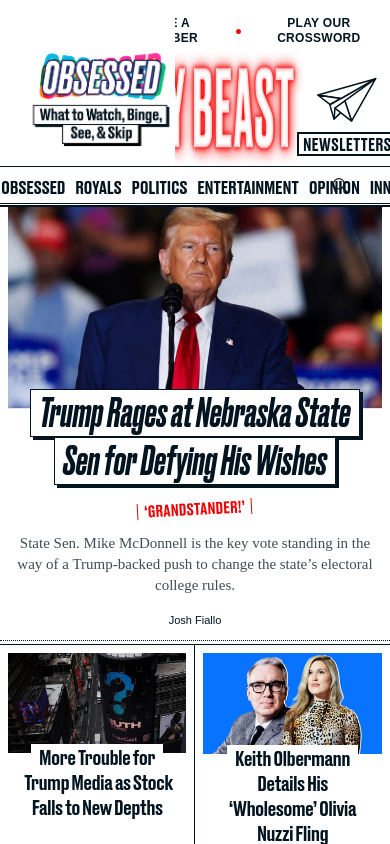 E A
BER
PLAY OUR
CROSSWORD
OBSESSED
What to Watch, Binge,
See, & Skip
Y BEAST
NEWSLETTERS
OBSESSED ROYALS POLITICS ENTERTAINMENT OPINION INN
Trump Rages at Nebraska State
Sen for Defying His Wishes
‘GRANDSTANDER!’
State Sen. Mike McDonnell is the key vote standing in the
way of a Trump-backed push to change the state’s electoral
college rules.
Josh Fiallo
?
RUTH
More Trouble for
Trump Media as Stock
Falls to New Depths
Keith Olbermann
Details His
‘Wholesome’ Olivia
Nuzzi Fling